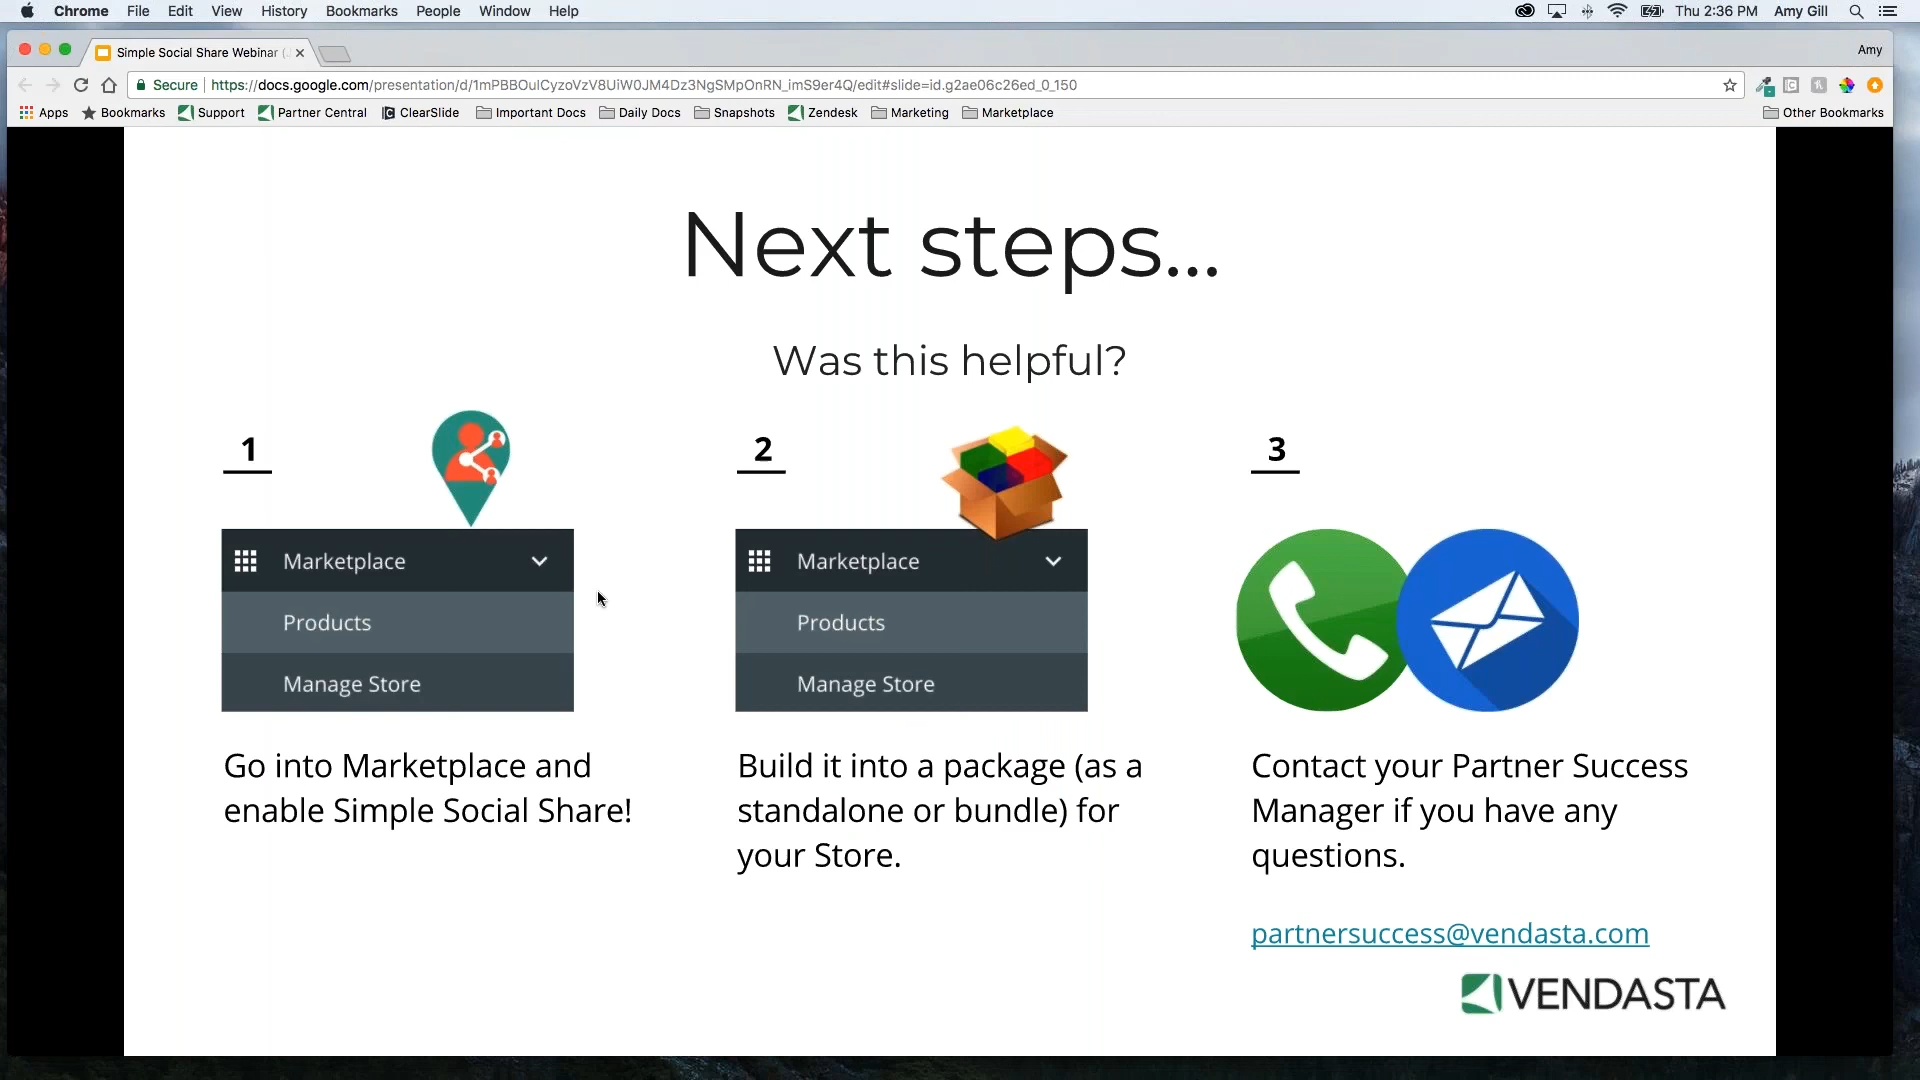 Chrome File Edit View History Bookmarks People Window Help Thu 2:36 PM Amy Gill
Simple Social Share Webinar ( Amy
Secure https://docs.google.com/presentation/d/1mPBBOulCyzoVzV8UiW0JM4Dz3NgSMpOnRN_imS9er4Q/edit#slide=id.g2ae06c26ed_0_150
Apps Bookmarks Support Partner Central ClearSlide Important Docs Daily Docs Snapshots Zendesk Marketing Marketplace Other Bookmarks
Next steps...
Was this helpful?
1
Marketplace
Products
Manage Store
Go into Marketplace and
enable Simple Social Share!
2
Marketplace
Products
Manage Store
Build it into a package (as a
standalone or bundle) for
your Store.
3
Contact your Partner Success
Manager if you have any
questions.
partnersuccess@vendasta.com
VENDASTA